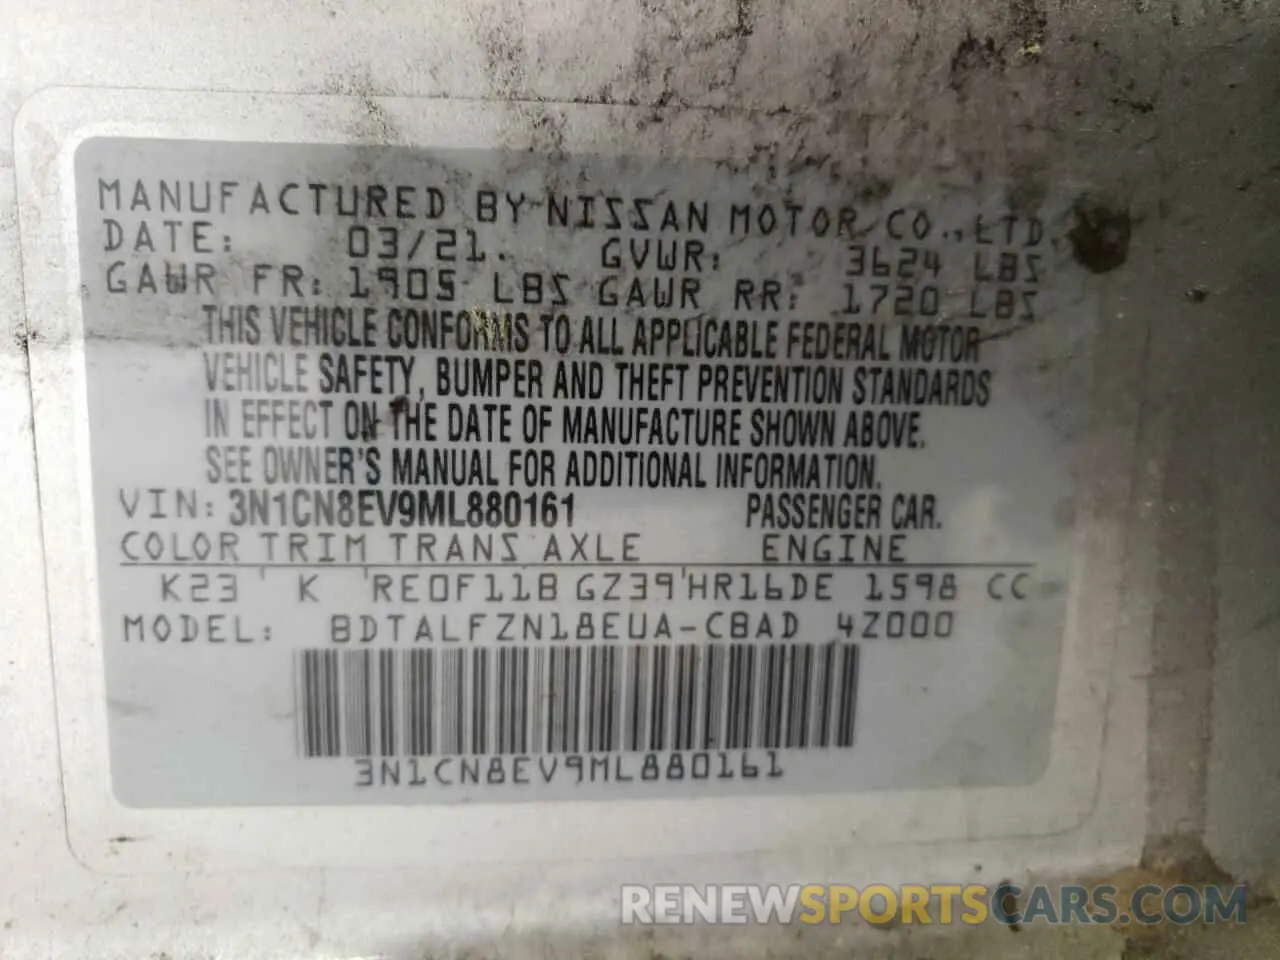 MANUFACTURED BY NISSAN MOTOR CO., LTD.
DATE: 03/21. GVWR: 3624 LBS
GAWR FR: 1905 LBS GAWR RR: 1720 LBS
THIS VEHICLE CONFORMS TO ALL APPLICABLE FEDERAL MOTOR
VEHICLE SAFETY, BUMPER AND THEFT PREVENTION STANDARDS
IN EFFECT ON THE DATE OF MANUFACTURE SHOWN ABOVE.
SEE OWNER'S MANUAL FOR ADDITIONAL INFORMATION.
VIN: 3N1CN8EV9ML880161 PASSENGER CAR.
COLOR TRIM TRANS AXLE ENGINE
K23 ' K ' RE0F11B GZ39 ' HR16DE 1598 CC
MODEL: BDTALFZN18EUA-CBAD 4Z000
3N1CN8EV9ML880161
RENEWSPORTSCARS.COM